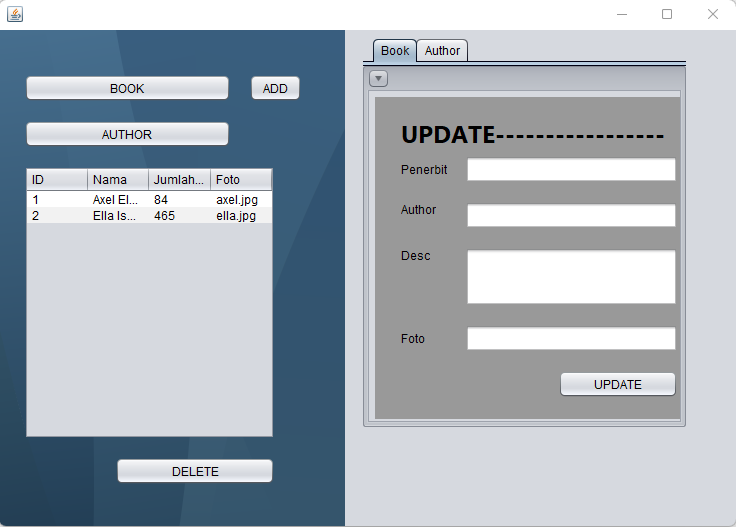 BOOK ADD
AUTHOR
ID Nama Jumlah... Foto
1 Axel El... 84 axel.jpg
2 Ella Is... 465 ella.jpg
DELETE
Book Author
UPDATE-----------------
Penerbit
Author
Desc
Foto
UPDATE